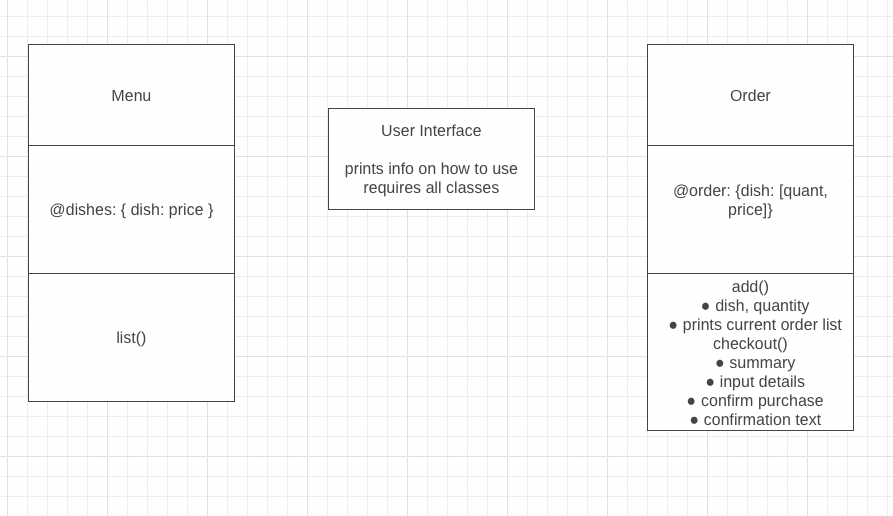 Menu
@dishes: { dish: price }
list()
User Interface
prints info on how to use
requires all classes
Order
@order: {dish: [quant,
price]}
add()
● dish, quantity
● prints current order list
checkout()
● summary
● input details
● confirm purchase
● confirmation text